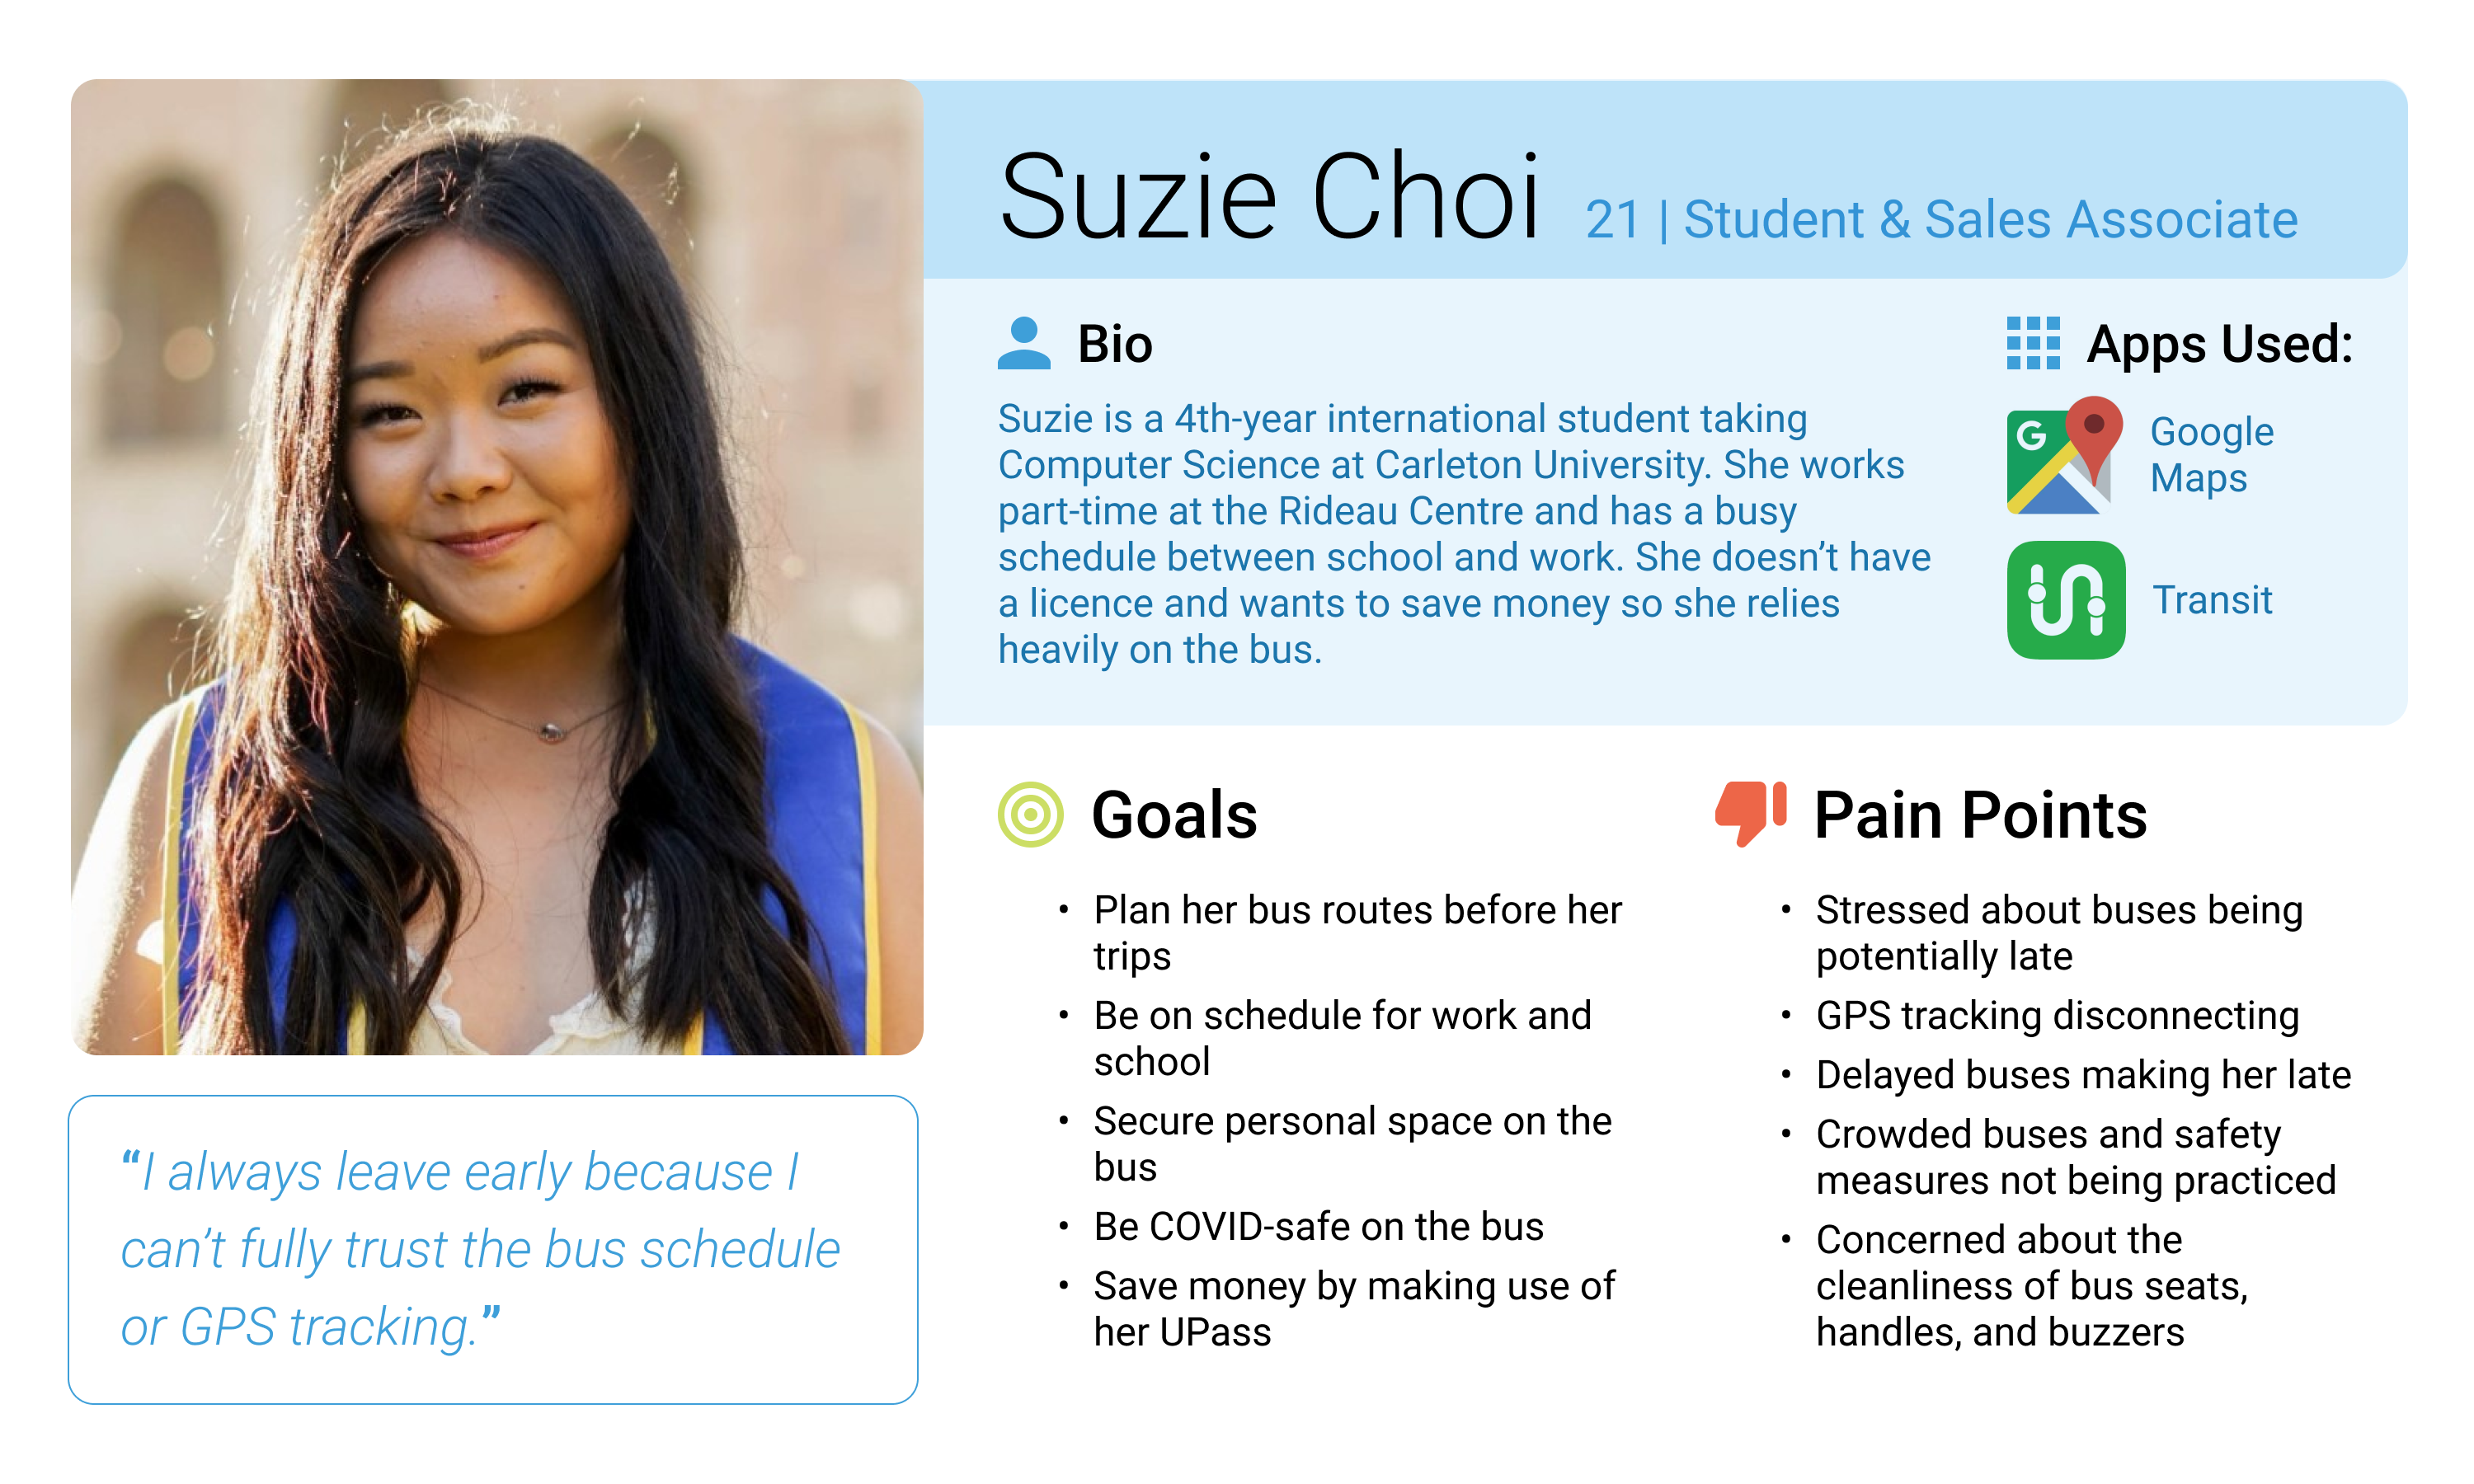 Suzie Choi 21 | Student & Sales Associate
Bio
Suzie is a 4th-year international student taking
Computer Science at Carleton University. She works
part-time at the Rideau Centre and has a busy
schedule between school and work. She doesn’t have
a licence and wants to save money so she relies
heavily on the bus.
Apps Used:
G
Google
Maps
Transit
Goals
• Plan her bus routes before her
trips
• Be on schedule for work and
school
• Secure personal space on the
bus
• Be COVID-safe on the bus
• Save money by making use of
her UPass
Pain Points
• Stressed about buses being
potentially late
• GPS tracking disconnecting
• Delayed buses making her late
• Crowded buses and safety
measures not being practiced
• Concerned about the
cleanliness of bus seats,
handles, and buzzers
“I always leave early because I
can’t fully trust the bus schedule
or GPS tracking.”